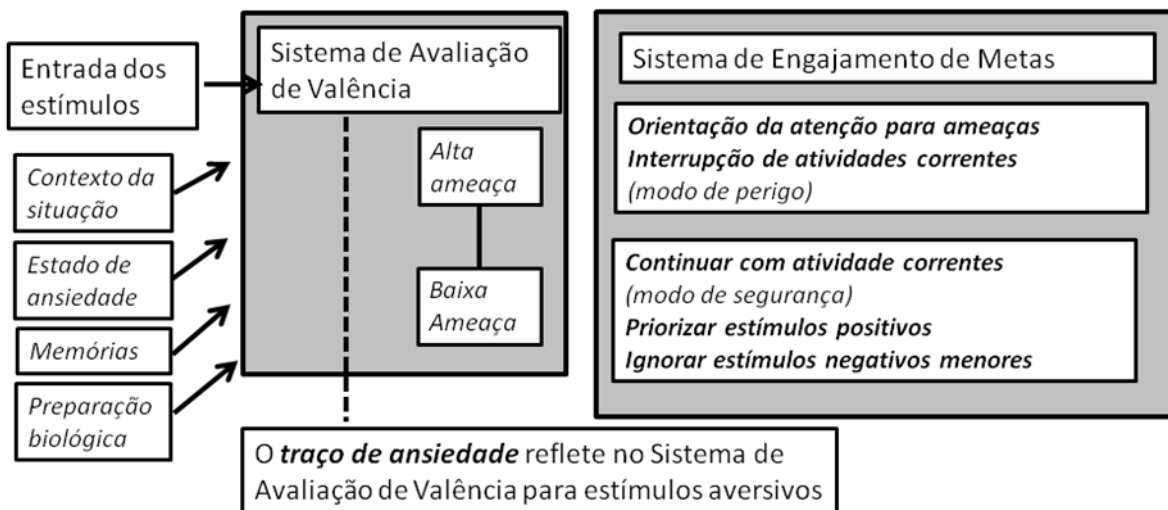 Entrada dos
estímulos
Contexto da
situação
Estado de
ansiedade
Memórias
Preparação
biológica
Sistema de Avaliação
de Valência
Alta
ameaça
Baixa
Ameaça
Sistema de Engajamento de Metas
Orientação da atenção para ameaças
Interrupção de atividades correntes
(modo de perigo)
Continuar com atividade correntes
(modo de segurança)
Priorizar estímulos positivos
Ignorar estímulos negativos menores
O traço de ansiedade reflete no Sistema de
Avaliação de Valência para estímulos aversivos